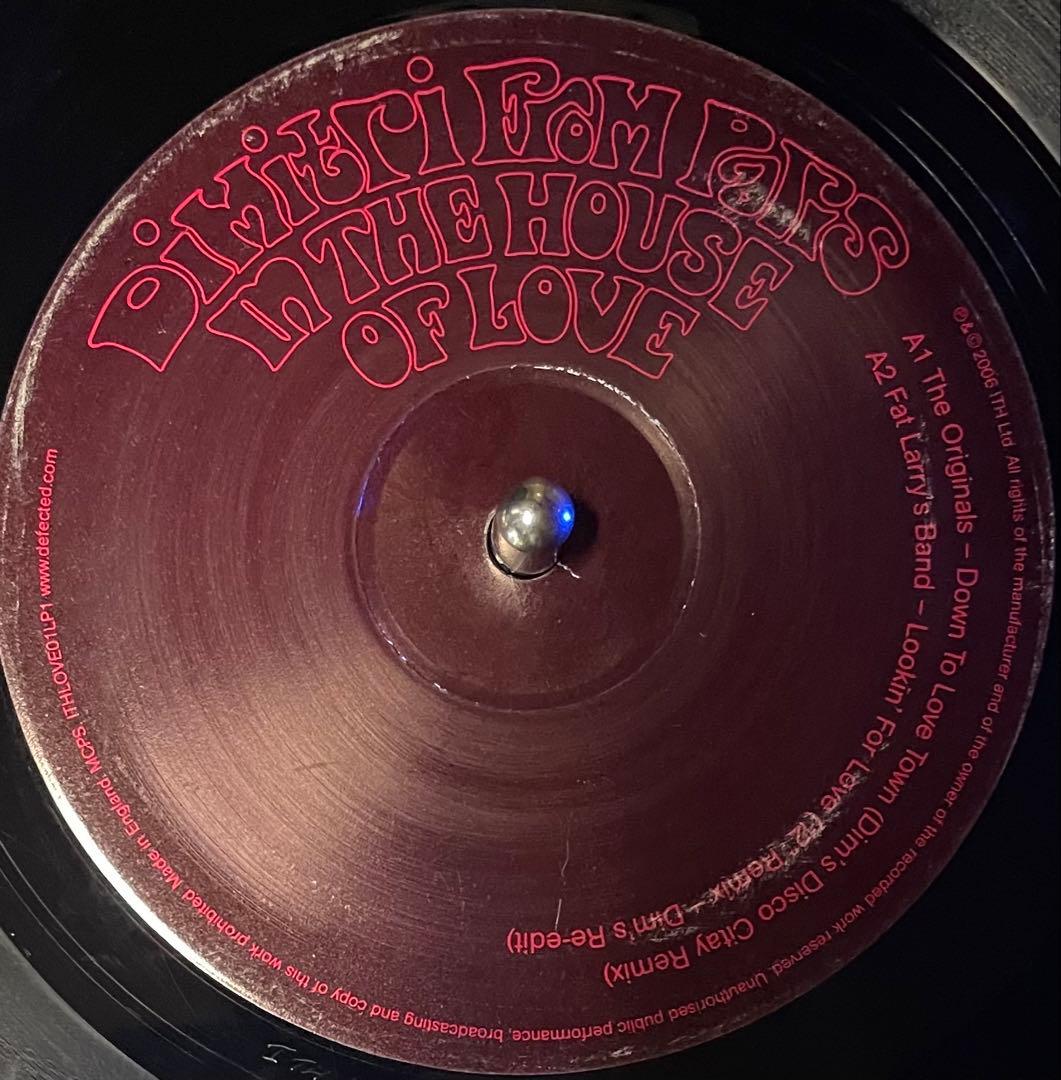 DiMiTRi FROM PARiS
IN THE HOUSE
OF LOVE
A1 The Originals – Down To Love Town (Dim's Disco Citay Remix)
A2 Fat Larry's Band – Lookin' For Love (12" Remix – Dim's Re-edit)
℗&© 2006 ITH Ltd. All rights of the manufacturer and of the owner of the recorded work reserved. Unauthorised public performance, broadcasting and copy of this work prohibited. Made in England. MCPS. ITHLOVE01LP1 www.defected.com